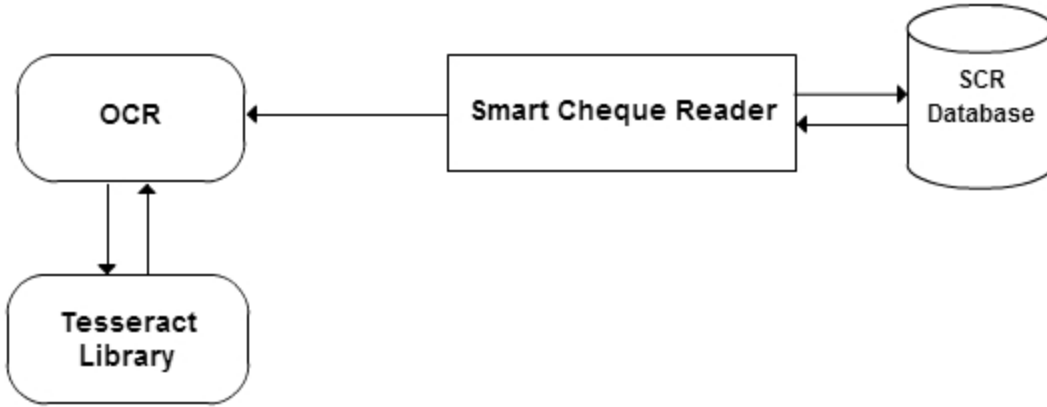 OCR
Smart Cheque Reader
SCR
Database
Tesseract
Library